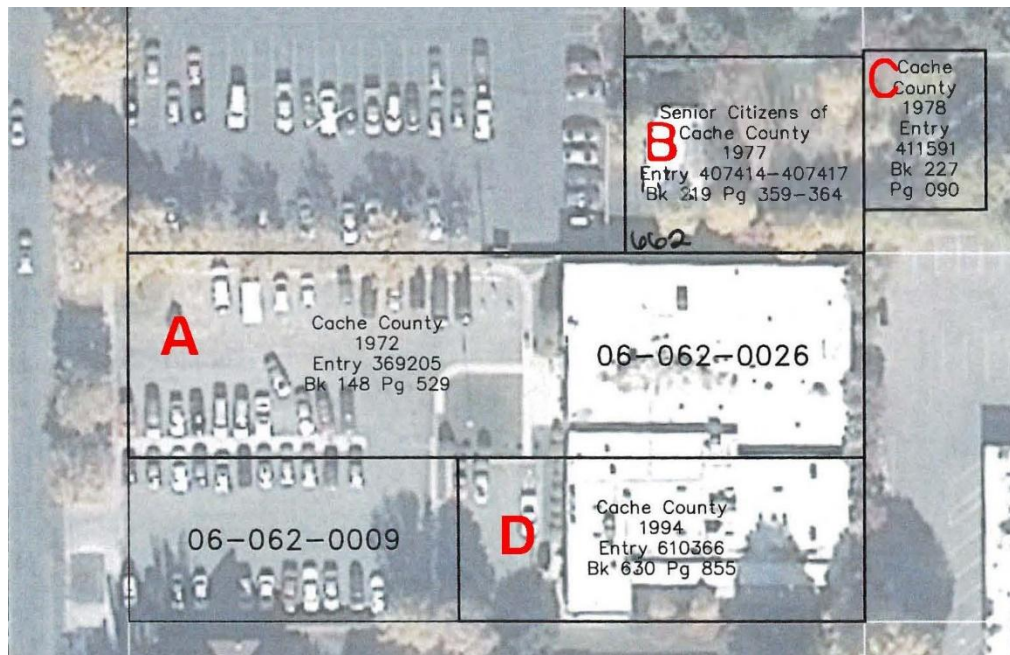 C
Cache
County
1978
Entry
411591
Bk 227
Pg 090
Senior Citizens of
B
Cache County
1977
Entry 407414-407417
Bk 219 Pg 359-364
662
A
Cache County
1972
Entry 369205
Bk 148 Pg 529
06-062-0026
06-062-0009
D
Cache County
1994
Entry 610366
Bk 630 Pg 855